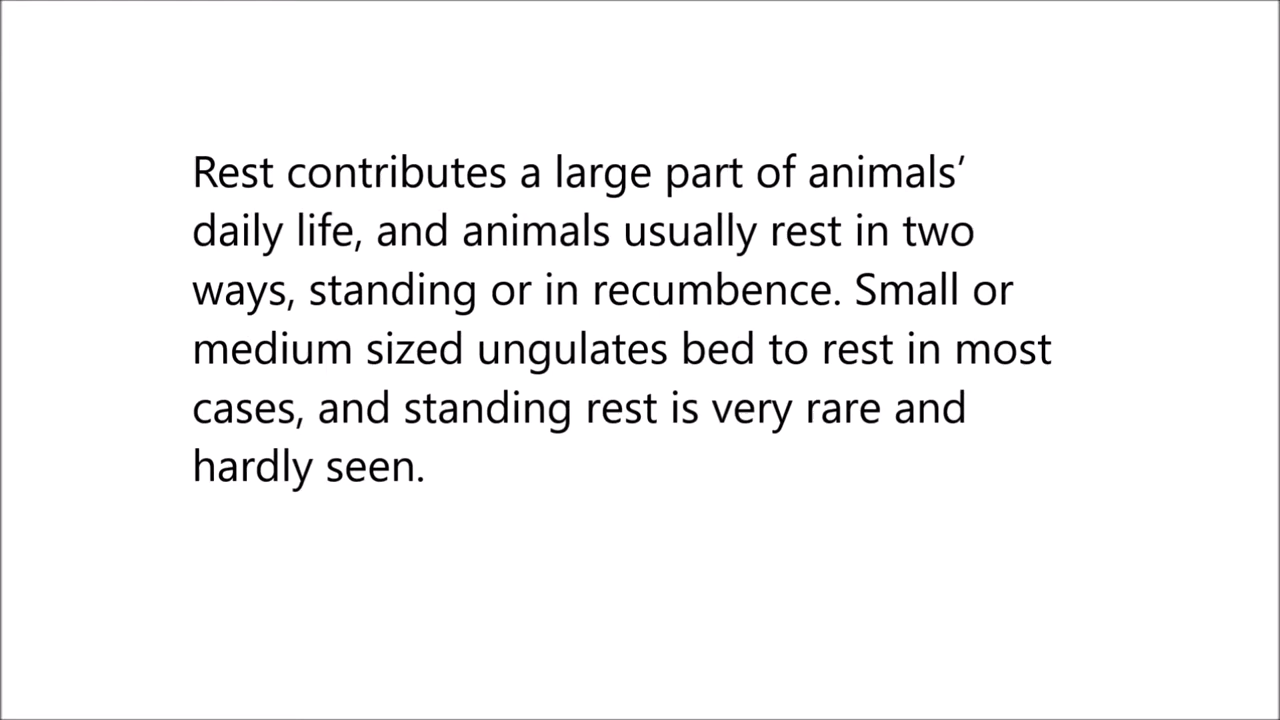 Rest contributes a large part of animals’
daily life, and animals usually rest in two
ways, standing or in recumbence. Small or
medium sized ungulates bed to rest in most
cases, and standing rest is very rare and
hardly seen.